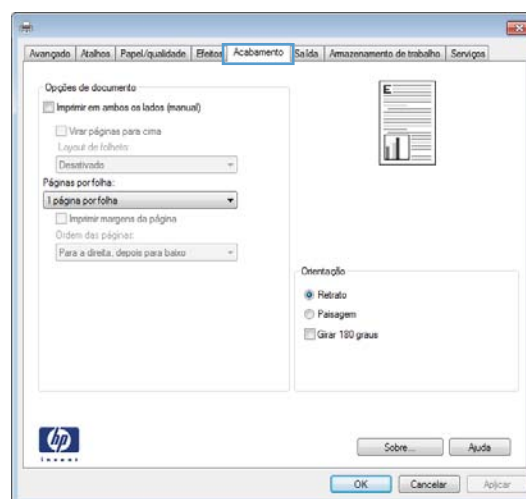 Avançado Atalhos Papel/qualidade Efeitos Acabamento Saída Armazenamento de trabalho Serviços
Opções de documento
Imprimir em ambos os lados (manual)
Virar páginas para cima
Layout de folheto:
Desativado
Páginas por folha:
1 página por folha
Imprimir margens da página
Ordem das páginas:
Para a direita, depois para baixo
E
Orientação
Retrato
Paisagem
Girar 180 graus
hp
invent
Sobre... Ajuda
OK Cancelar Aplicar